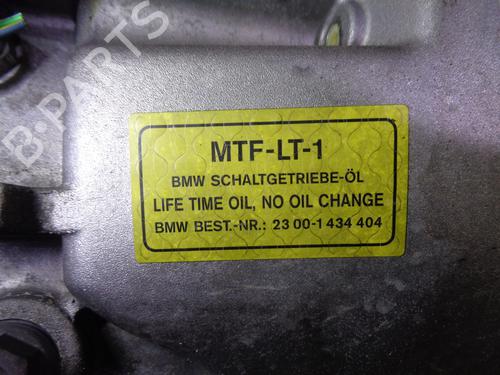 B-PARTS
MTF-LT-1
BMW SCHALTGETRIEBE-ÖL
LIFE TIME OIL, NO OIL CHANGE
BMW BEST.-NR.: 23 00-1 434 404